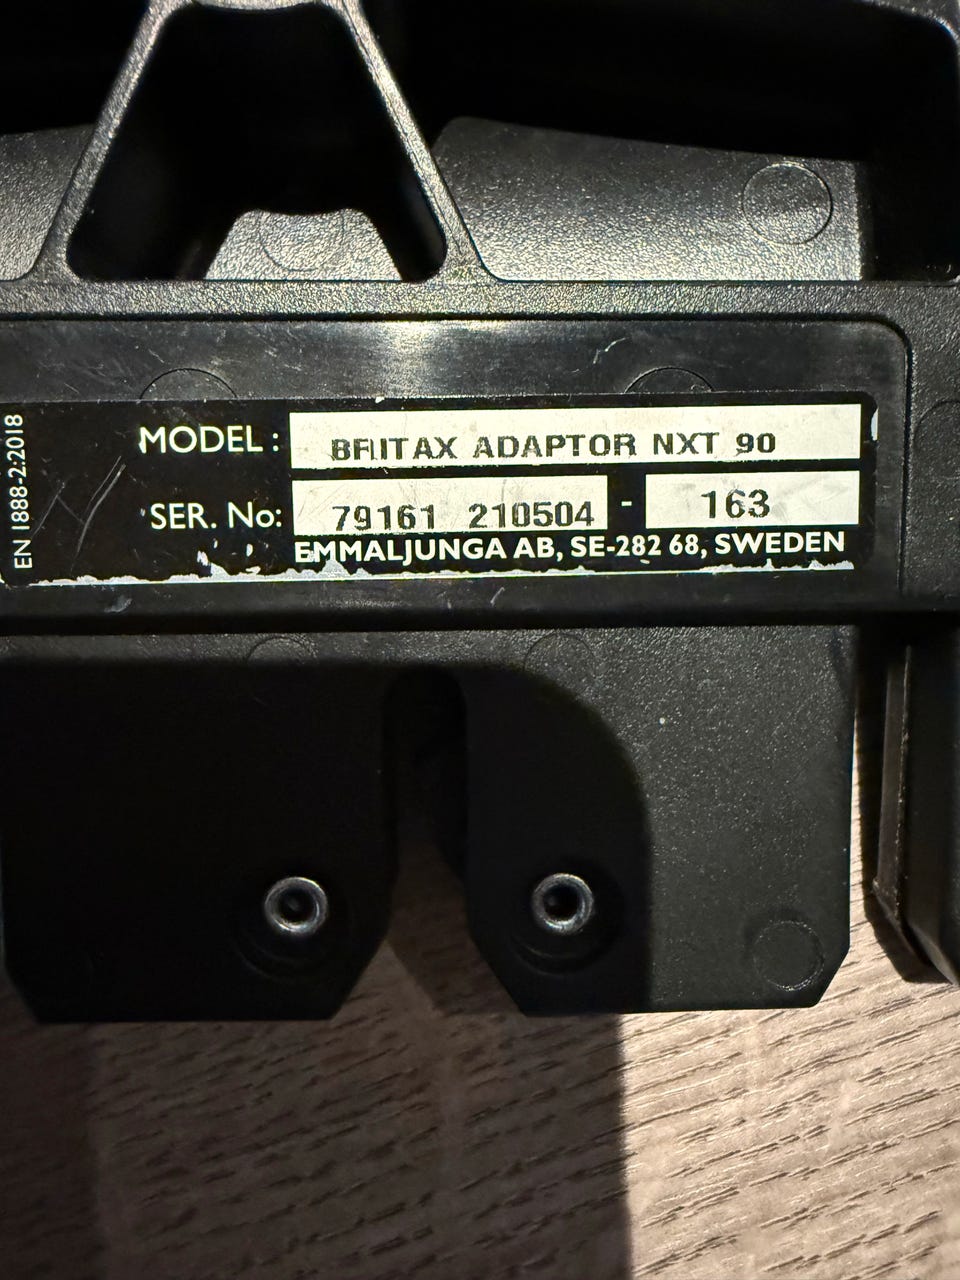 EN 1888-2:2018
MODEL: BRITAX ADAPTOR NXT 90
SER. No: 79161 210504 - 163
EMMALJUNGA AB, SE-282 68, SWEDEN